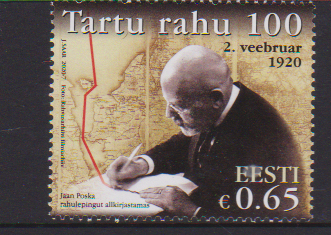 Tartu rahu 100
2. veebruar
1920
Jaan Poska
rahulepingut allkirjastamas
EESTI
€ 0.65